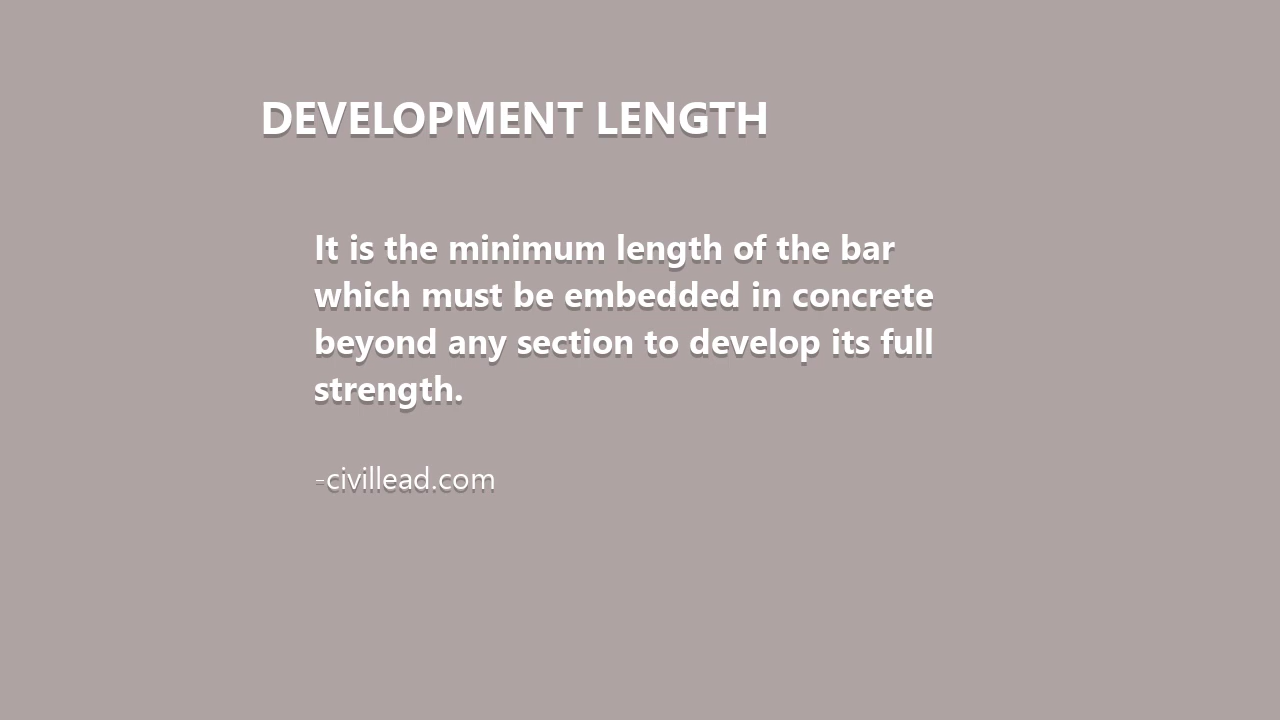 DEVELOPMENT LENGTH
It is the minimum length of the bar
which must be embedded in concrete
beyond any section to develop its full
strength.
-civillead.com